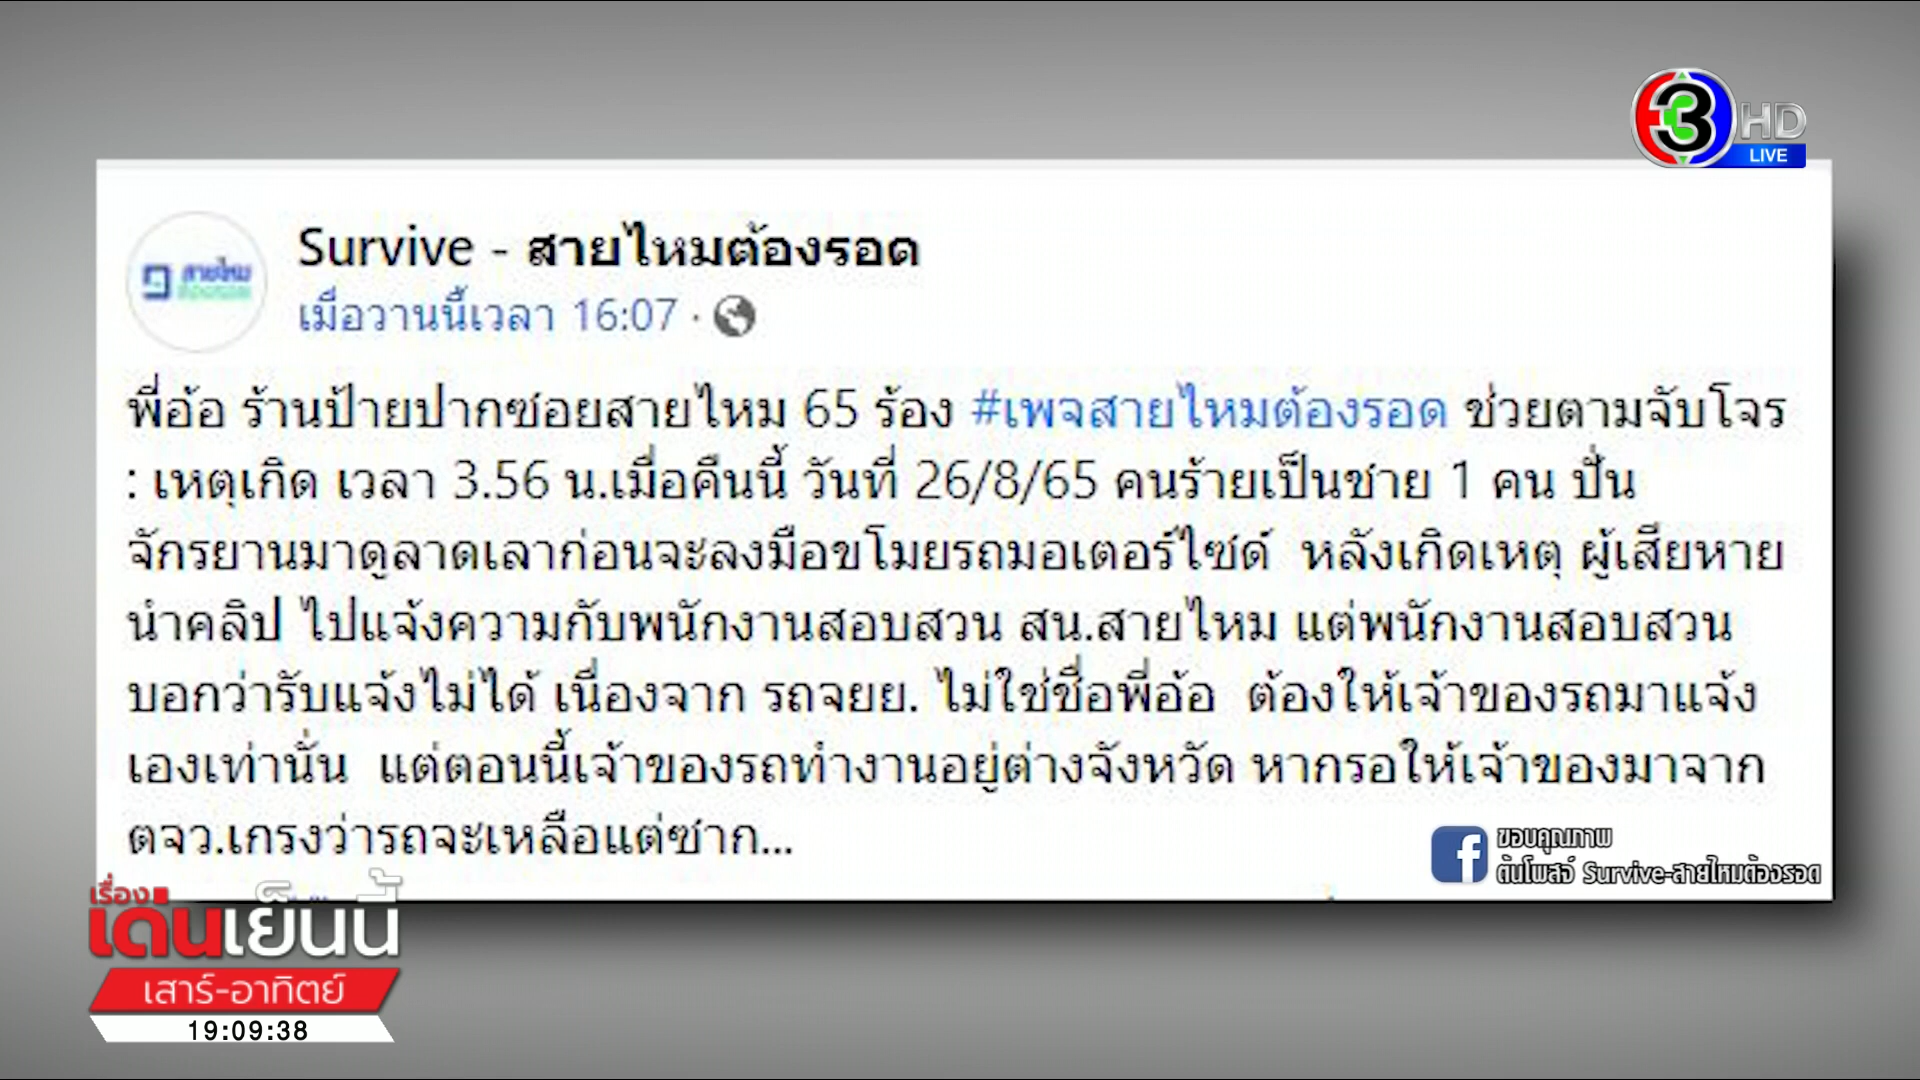 3 HD
LIVE
สายไหม
ต้องรอด
Survive - สายไหมต้องรอด
เมื่อวานนี้เวลา 16:07 ·
พี่อ้อ ร้านป้ายปากซอยสายไหม 65 ร้อง #เพจสายไหมต้องรอด ช่วยตามจับโจร
: เหตุเกิด เวลา 3.56 น.เมื่อคืนนี้ วันที่ 26/8/65 คนร้ายเป็นชาย 1 คน ปั่น
จักรยานมาดูลาดเลาก่อนจะลงมือขโมยรถมอเตอร์ไซด์ หลังเกิดเหตุ ผู้เสียหาย
นำคลิป ไปแจ้งความกับพนักงานสอบสวน สน.สายไหม แต่พนักงานสอบสวน
บอกว่ารับแจ้งไม่ได้ เนื่องจาก รถจยย. ไม่ใช่ชื่อพี่อ้อ ต้องให้เจ้าของรถมาแจ้ง
เองเท่านั่น แต่ตอนนี้เจ้าของรถทำงานอยู่ต่างจังหวัด หากรอให้เจ้าของมาจาก
ตจว.เกรงว่ารถจะเหลือแต่ซาก...
ขอบคุณภาพ
ต้นโพสต์ Survive-สายไหมต้องรอด
เรื่อง
เด่นเย็นนี้
เสาร์-อาทิตย์
19:09:38